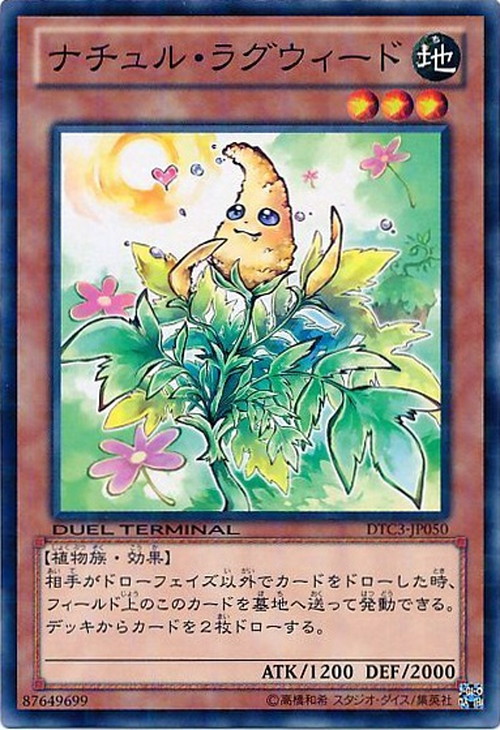 ナチュル・ラグウィード
地
DUEL TERMINAL
DTC3-JP050
【植物族・効果】
相手がドローフェイズ以外でカードをドローした時、
フィールド上のこのカードを墓地へ送って発動できる。
デッキからカードを2枚ドローする。
ATK/1200 DEF/2000
87649699
©高橋和希 スタジオ・ダイス/集英社